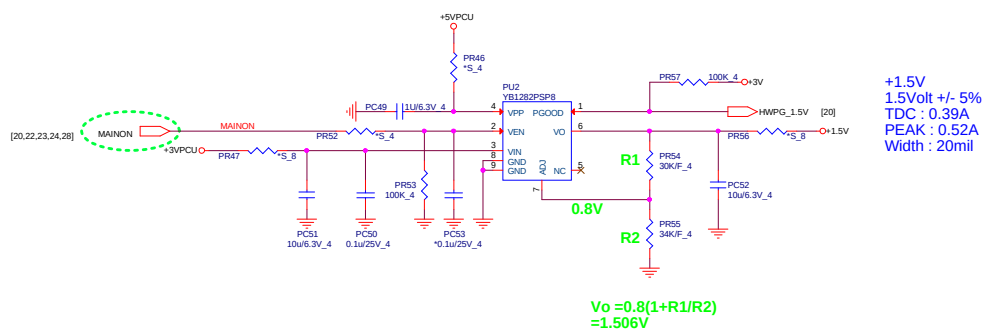 +5VPCU
PR46
*S_4
PU2
YB1282PSP8
PR57
100K_4
+3V
PC49
1U/6.3V_4
4
VPP
PGOOD
1
HWPG_1.5V
[20]
[20,22,23,24,28]
MAINON
MAINON
PR52
*S_4
2
VEN
VO
6
PR56
*S_8
+1.5V
+3VPCU
PR47
*S_8
3
VIN
8
GND
9
GND
ADJ
NC
5
7
R1
PR54
30K/F_4
PC52
10u/6.3V_4
PR53
100K_4
0.8V
PC51
10u/6.3V_4
PC50
0.1u/25V_4
PC53
*0.1u/25V_4
R2
PR55
34K/F_4
+1.5V
1.5Volt +/- 5%
TDC : 0.39A
PEAK : 0.52A
Width : 20mil
Vo =0.8(1+R1/R2)
=1.506V